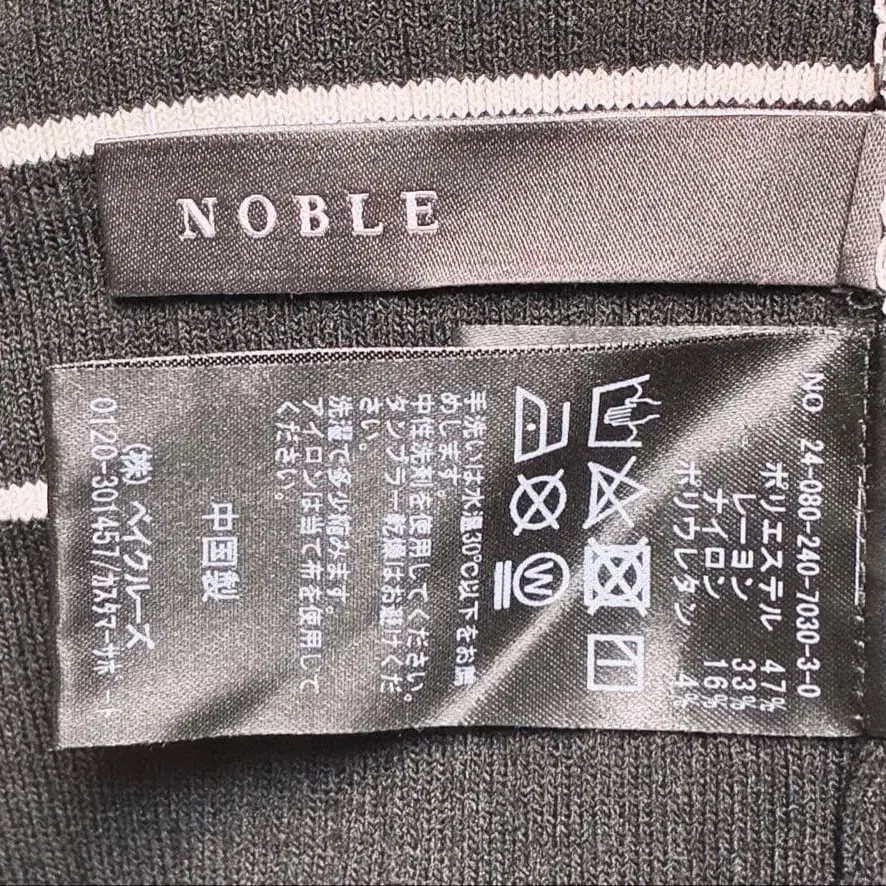 NOBLE
NO 24-080-240-7030-3-0
ポリエステル 47%
レーヨン 33%
ナイロン 16%
ポリウレタン 4%
W
手洗いは水温30℃以下をお薦
めします。
中性洗剤を使用してください。
タンブラー乾燥はお避けくだ
さい。
洗濯で多少縮みます。
アイロンは当て布を使用して
ください。
中国製
(株) ベイクルーズ
0120-301457/カスタマーサポート